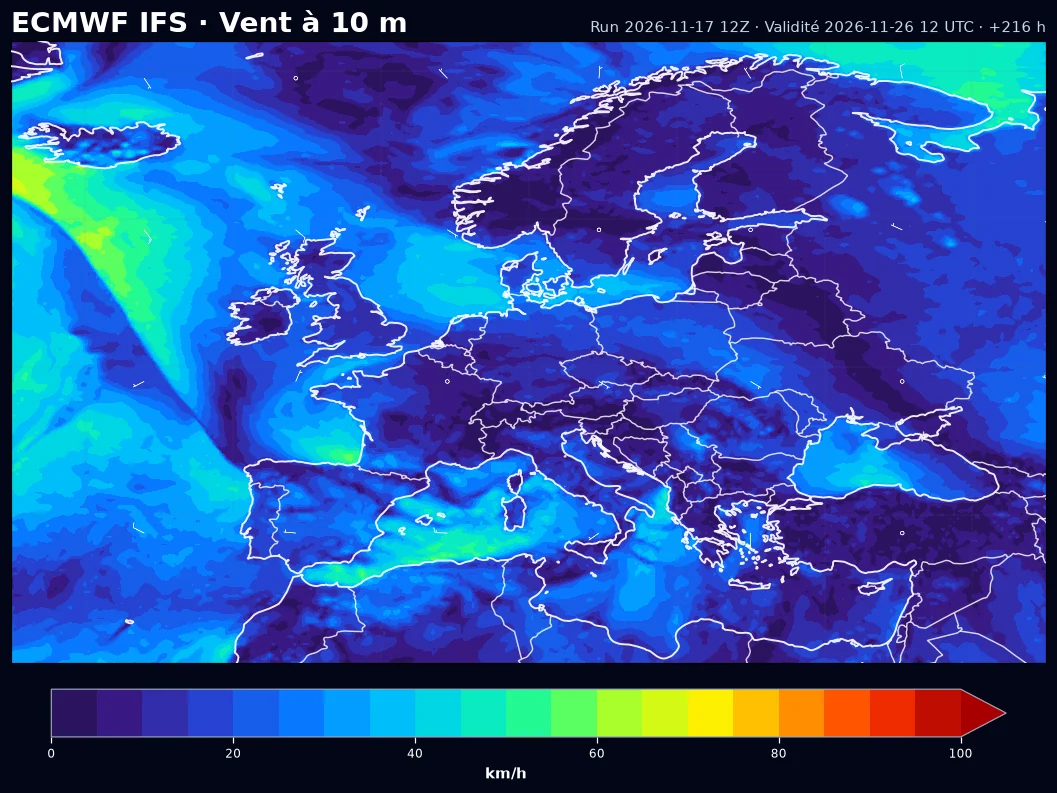 ECMWF IFS · Vent à 10 m
Run 2026-11-17 12Z · Validité 2026-11-26 12 UTC · +216 h
0 20 40 60 80 100
km/h